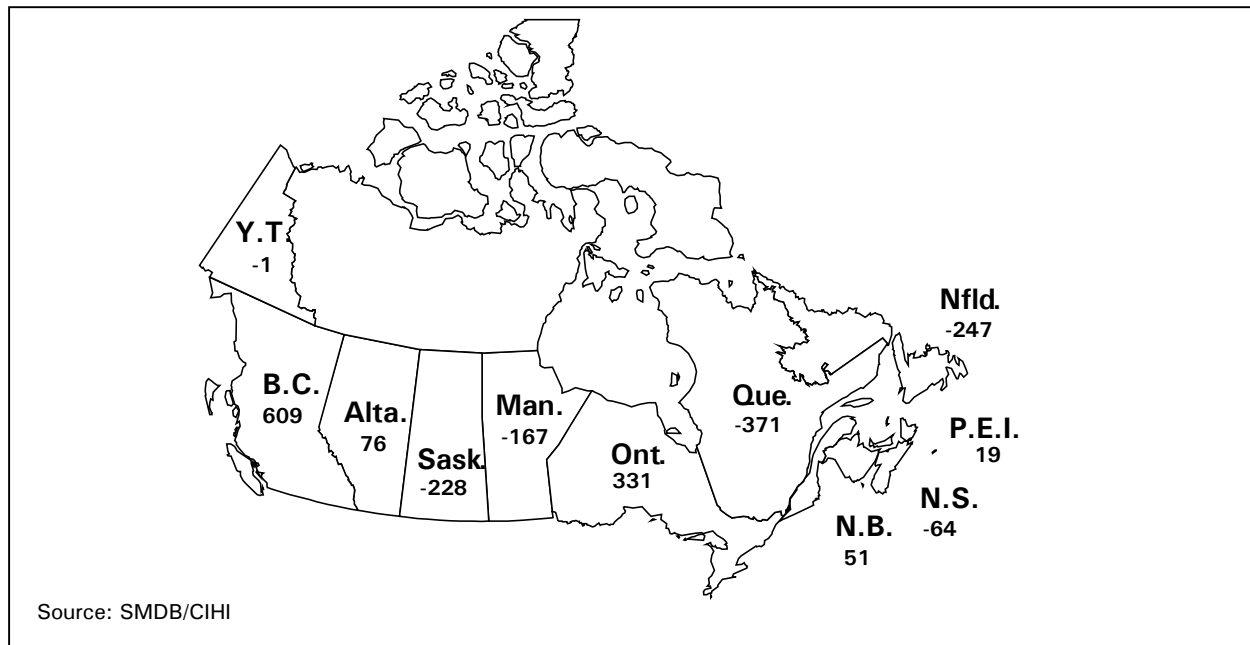 Y.T.
-1
Nfld.
-247
B.C.
609
Alta.
76
Sask.
-228
Man.
-167
Ont.
331
Que.
-371
P.E.I.
19
N.S.
-64
N.B.
51
Source: SMDB/CIHI